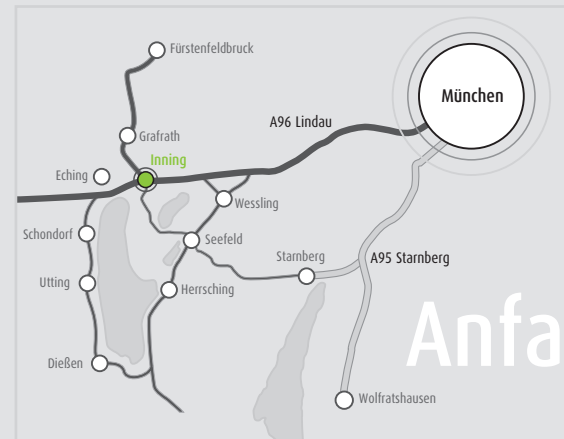 Fürstenfeldbruck
München
A96 Lindau
Grafrath
Inning
Eching
Wessling
Schondorf
Seefeld
Starnberg
A95 Starnberg
Utting
Herrsching
Anfa
Dießen
Wolfratshausen